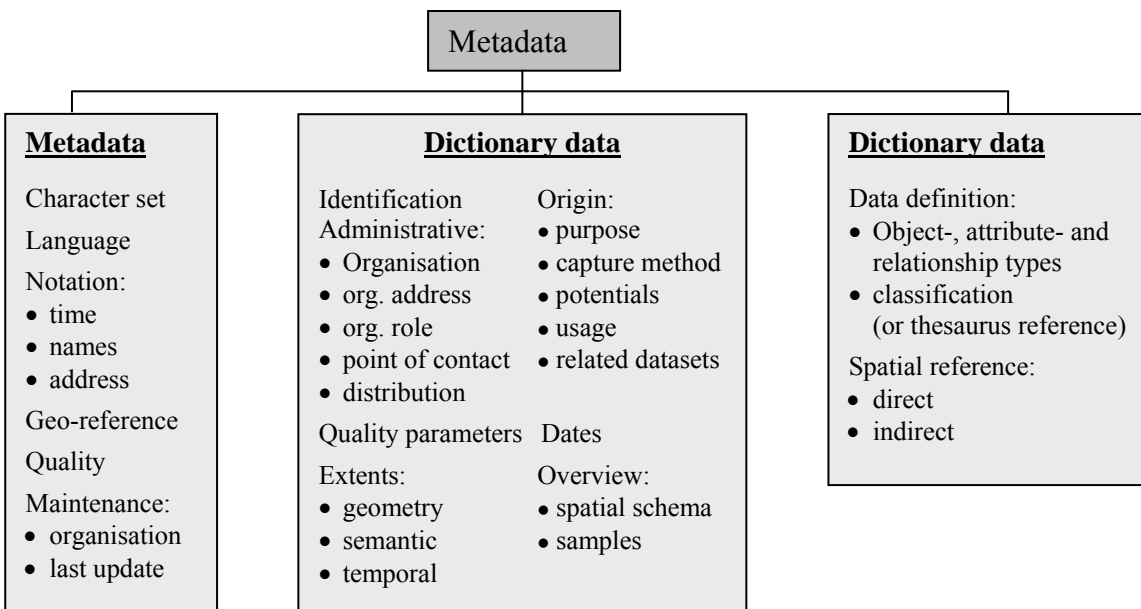 Metadata
Metadata
Character set
Language
Notation:
• time
• names
• address
Geo-reference
Quality
Maintenance:
• organisation
• last update
Dictionary data
Identification
Administrative:
• Organisation
• org. address
• org. role
• point of contact
• distribution
Quality parameters
Extents:
• geometry
• semantic
• temporal
Origin:
• purpose
• capture method
• potentials
• usage
• related datasets
Dates
Overview:
• spatial schema
• samples
Dictionary data
Data definition:
• Object-, attribute- and
relationship types
• classification
(or thesaurus reference)
Spatial reference:
• direct
• indirect